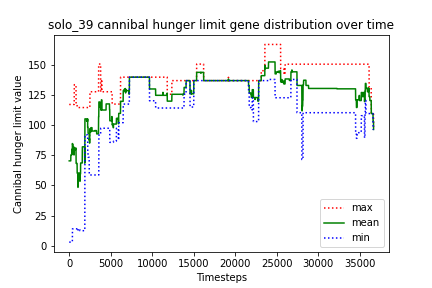 solo_39 cannibal hunger limit gene distribution over time
Cannibal hunger limit value
150
125
100
75
50
25
0
max
mean
min
0 5000 10000 15000 20000 25000 30000 35000
Timesteps